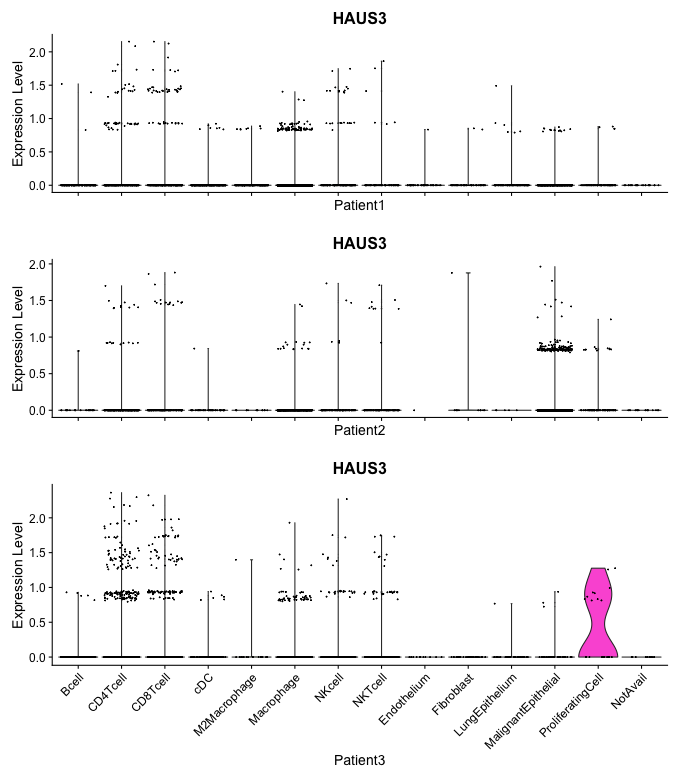 HAUS3
Expression Level
2.0
1.5
1.0
0.5
0.0
Patient1
HAUS3
Expression Level
2.0
1.5
1.0
0.5
0.0
Patient2
HAUS3
Expression Level
2.0
1.5
1.0
0.5
0.0
Bcell
CD4Tcell
CD8Tcell
cDC
M2Macrophage
Macrophage
NKcell
NKTcell
Endothelium
Fibroblast
LungEpithelium
MalignantEpithelial
ProliferatingCell
NotAvail
Patient3